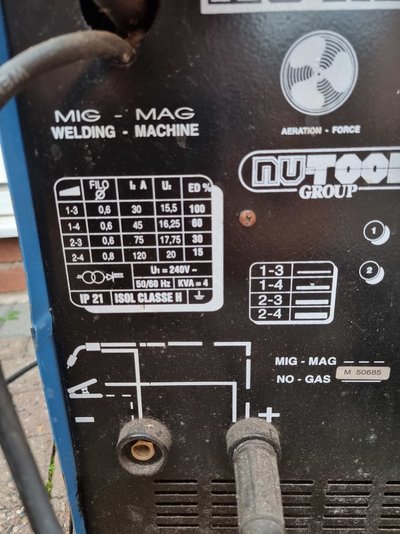 MIG - MAG
WELDING - MACHINE
AERATION - FORCE
nuTOOL
GROUP
FILO Ø I₂ A U₂ ED %
1-3 0,6 30 15,5 100
1-4 0,6 45 16,25 60
2-3 0,6 75 17,75 30
2-4 0,8 120 20 15
U₁ = 240V ~
50/60 Hz KVA = 4
IP 21 ISOL CLASSE H
1
2
1-3
1-4
2-3
2-4
MIG - MAG
NO - GAS
M 50685
- +